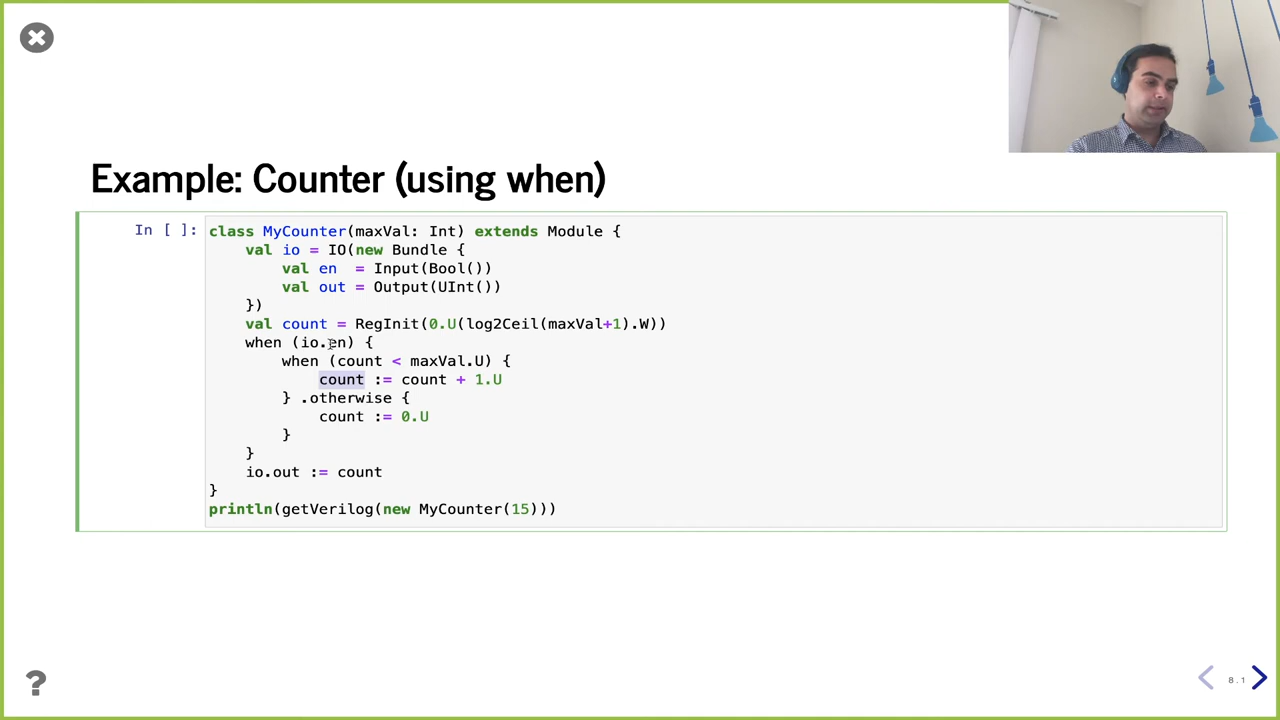 Example: Counter (using when)
In [ ]:
class MyCounter(maxVal: Int) extends Module {
    val io = IO(new Bundle {
        val en  = Input(Bool())
        val out = Output(UInt())
    })
    val count = RegInit(0.U(log2Ceil(maxVal+1).W))
    when (io.en) {
        when (count < maxVal.U) {
            count := count + 1.U
        } .otherwise {
            count := 0.U
        }
    }
    io.out := count
}
println(getVerilog(new MyCounter(15)))
?
8.1